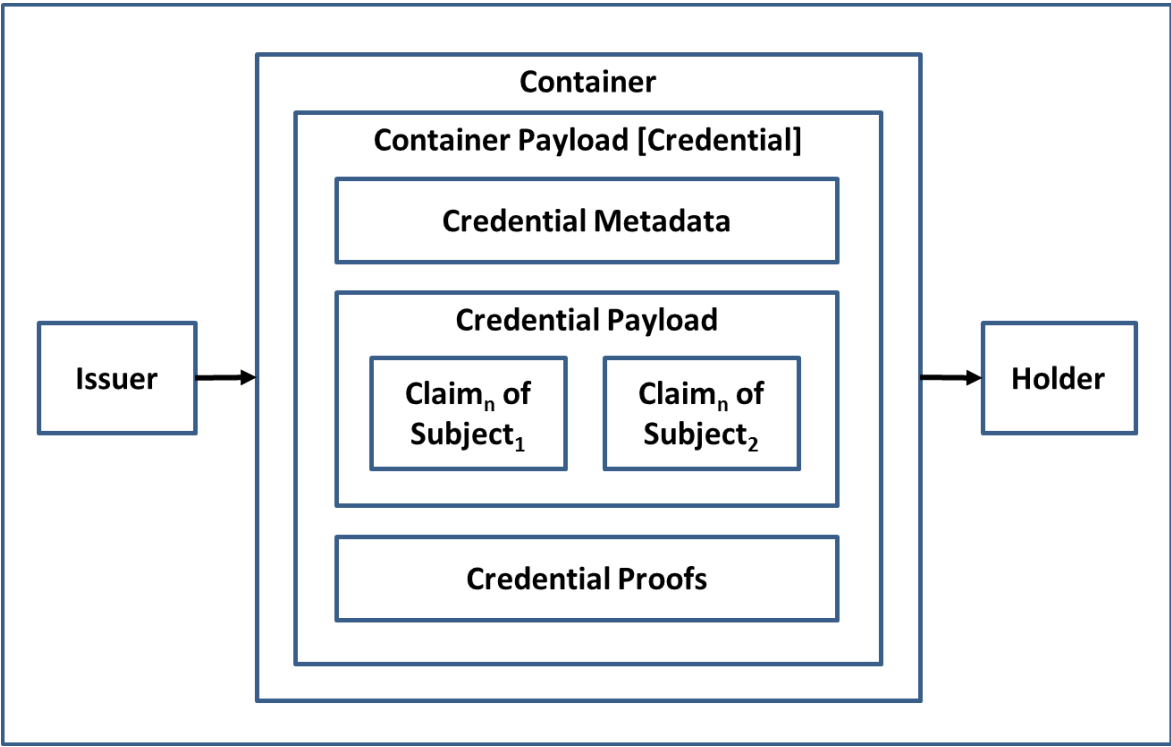 Container
Container Payload [Credential]
Credential Metadata
Credential Payload
Issuer
Claimₙ of
Subject₁
Claimₙ of
Subject₂
Holder
Credential Proofs